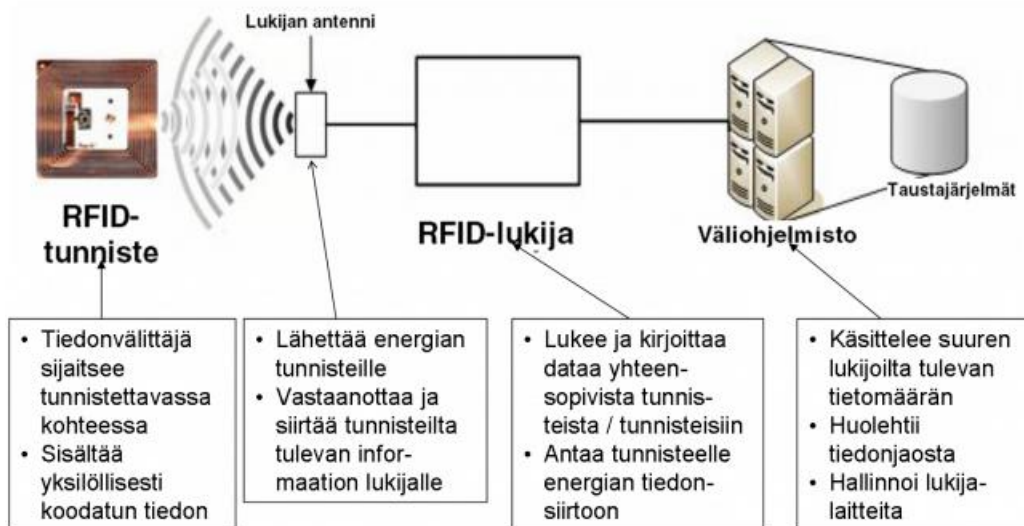 Lukijan antenni
RFID-
tunniste
RFID-lukija
Väliohjelmisto
Taustajärjelmät
• Tiedonvälittäjä
sijaitsee
tunnistettavassa
kohteessa
• Sisältää
yksilöllisesti
koodatun tiedon
• Lähettää energian
tunnisteille
• Vastaanottaa ja
siirtää tunnisteilta
tulevan infor-
maation lukijalle
• Lukee ja kirjoittaa
dataa yhteen-
sopivista tunnis-
teista / tunnisteisiin
• Antaa tunnisteelle
energian tiedon-
siirtoon
• Käsittelee suuren
lukijoilta tulevan
tietomäärän
• Huolehtii
tiedonjaosta
• Hallinnoi lukija-
laitteita